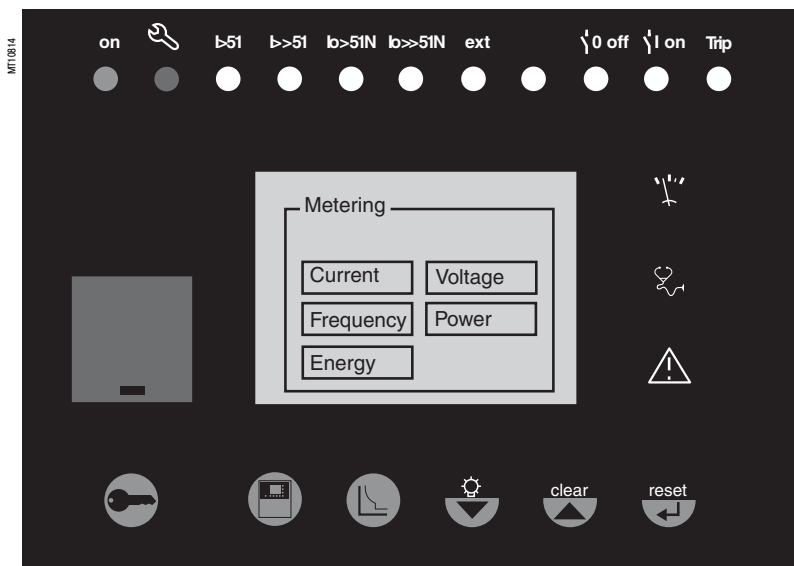 MT10814
on I>51 I>>51 Io>51N Io>>51N ext 0 off I on Trip
Metering
Current Voltage
Frequency Power
Energy
clear reset